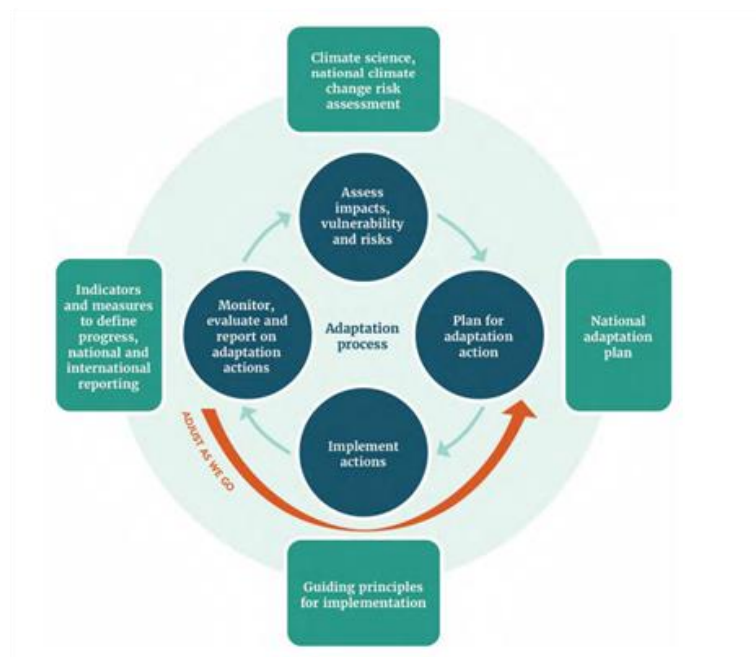 Climate science,
national climate
change risk
assessment
Assess
impacts,
vulnerability
and risks
Indicators
and measures
to define
progress,
national and
international
reporting
Monitor,
evaluate and
report on
adaptation
actions
Adaptation
process
Plan for
adaptation
action
National
adaptation
plan
Implement
actions
ADJUST AS WE GO
Guiding principles
for implementation